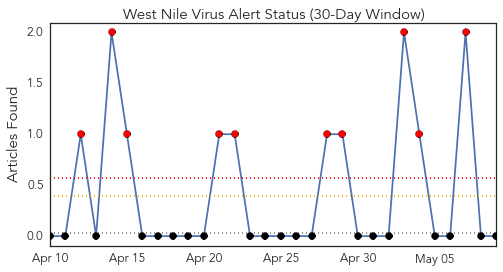 West Nile Virus Alert Status (30-Day Window)
Articles Found
2.0
1.5
1.0
0.5
0.0
Apr 10
Apr 15
Apr 20
Apr 25
Apr 30
May 05